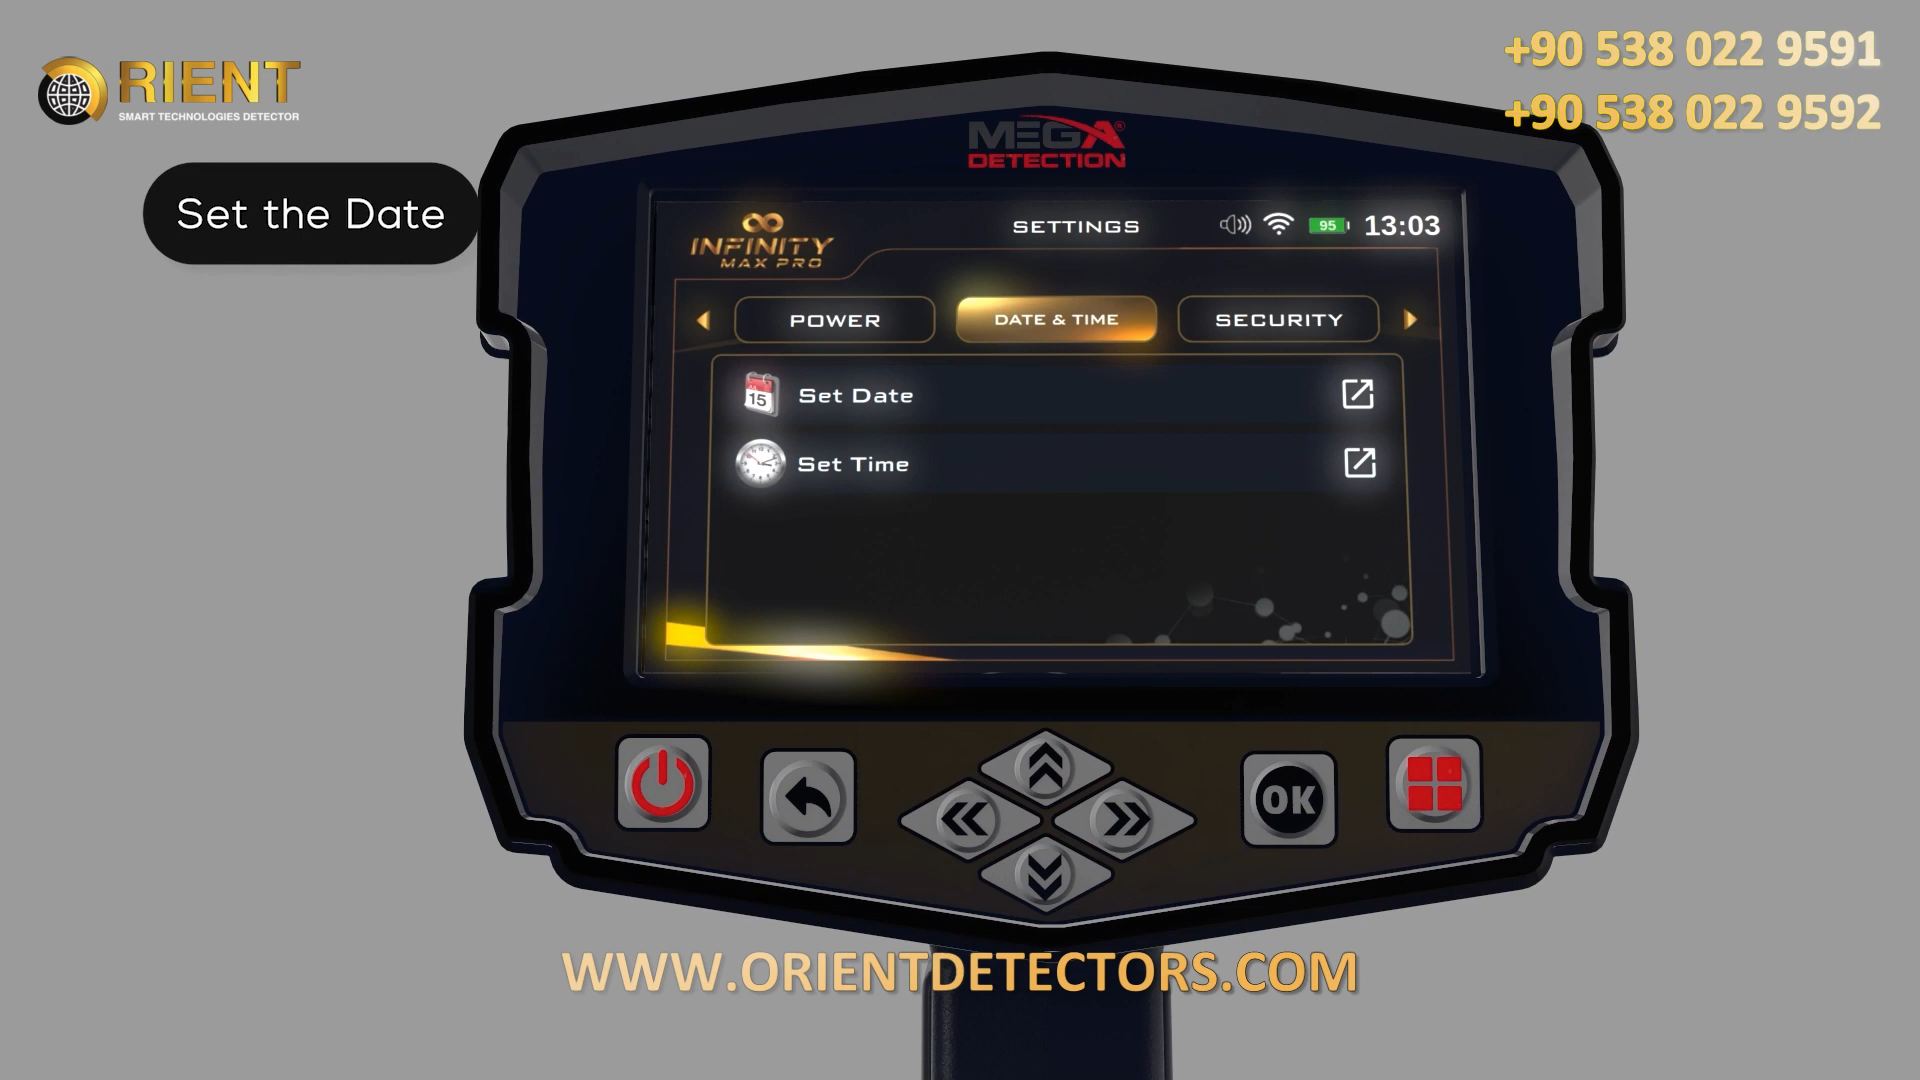 RIENT
SMART TECHNOLOGIES DETECTOR
+90 538 022 9591
+90 538 022 9592
Set the Date
MEGA®
DETECTION
INFINITY
MAX PRO
SETTINGS
95
13:03
POWER
DATE & TIME
SECURITY
15
Set Date
Set Time
OK
WWW.ORIENTDETECTORS.COM